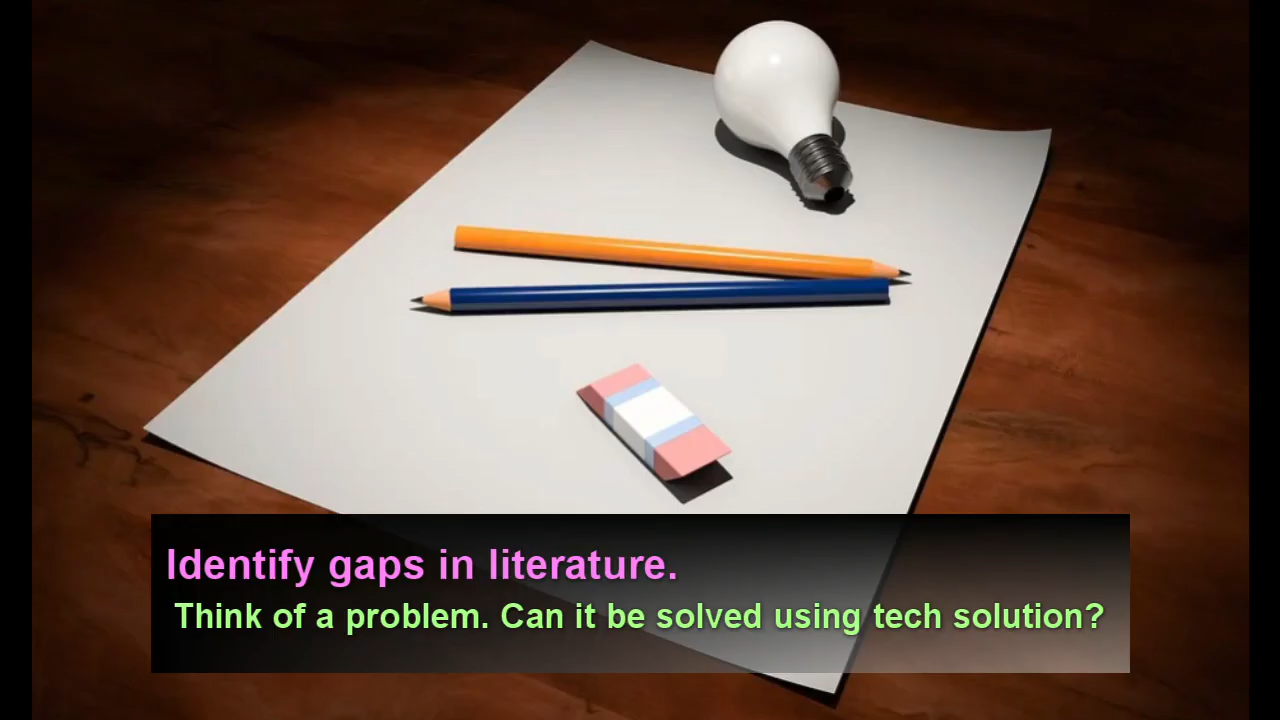 Identify gaps in literature.
Think of a problem. Can it be solved using tech solution?